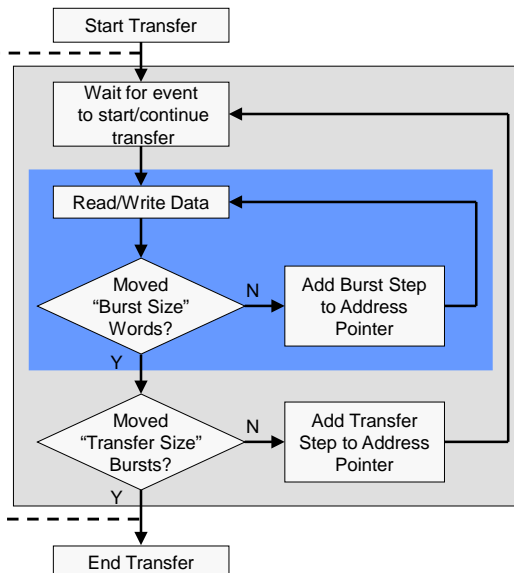 Start Transfer
Wait for event
to start/continue
transfer
Read/Write Data
Moved
“Burst Size”
Words?
N
Add Burst Step
to Address
Pointer
Y
Moved
“Transfer Size”
Bursts?
N
Add Transfer
Step to Address
Pointer
Y
End Transfer